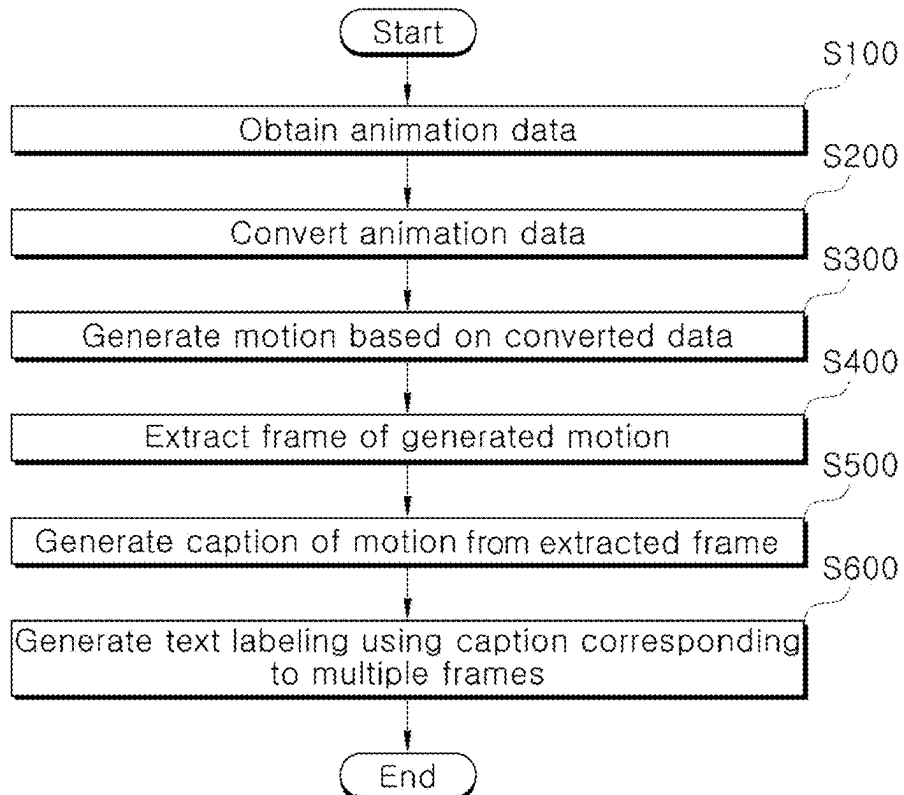 Start
S100
Obtain animation data
S200
Convert animation data
S300
Generate motion based on converted data
S400
Extract frame of generated motion
S500
Generate caption of motion from extracted frame
S600
Generate text labeling using caption corresponding
to multiple frames
End